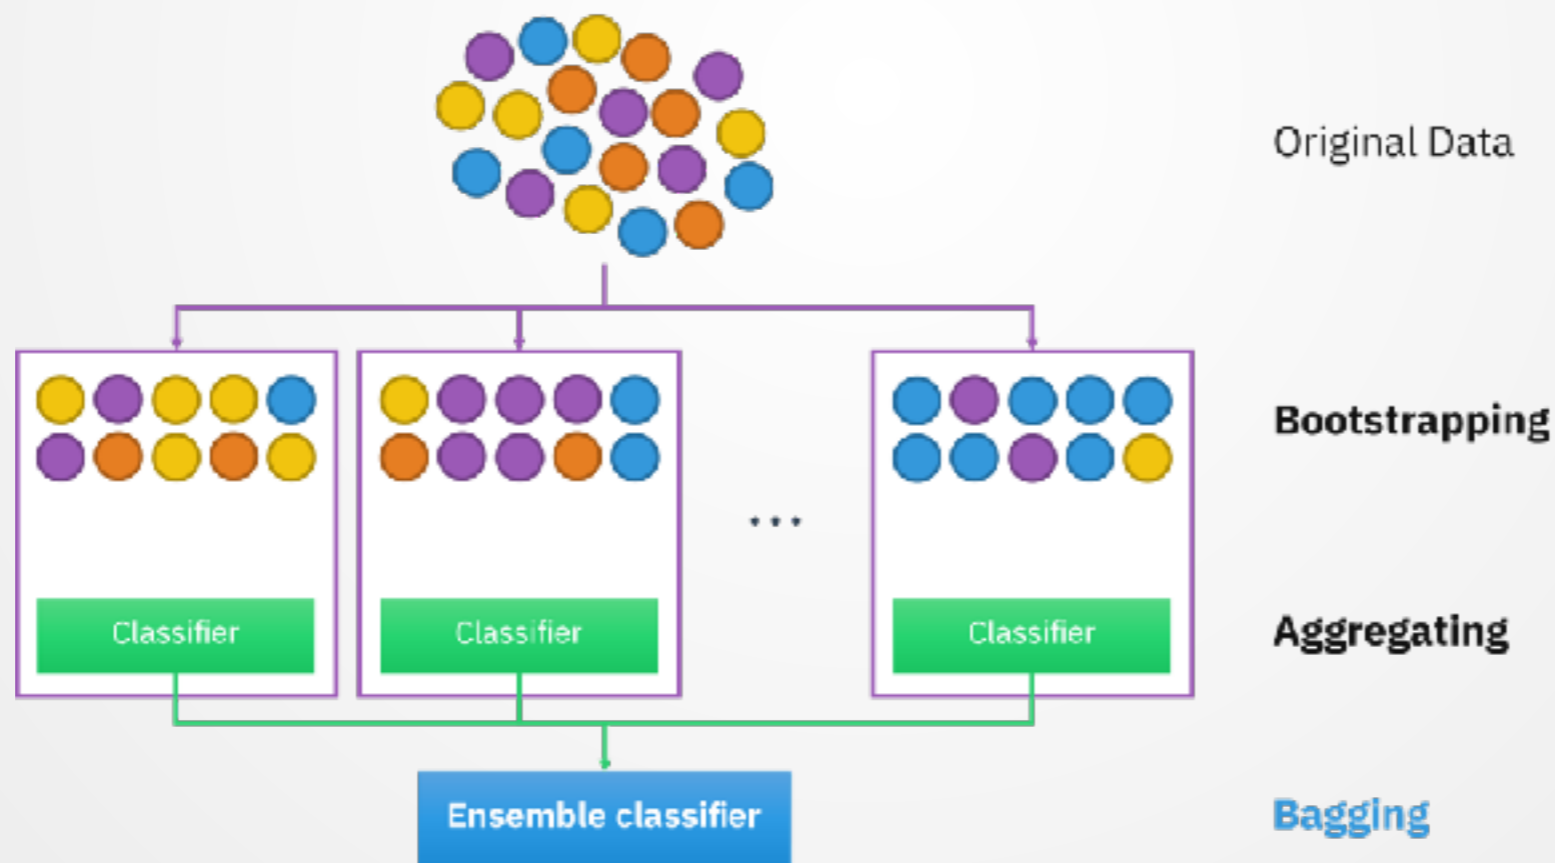 Original Data
Bootstrapping
...
Classifier
Classifier
Classifier
Aggregating
Ensemble classifier
Bagging